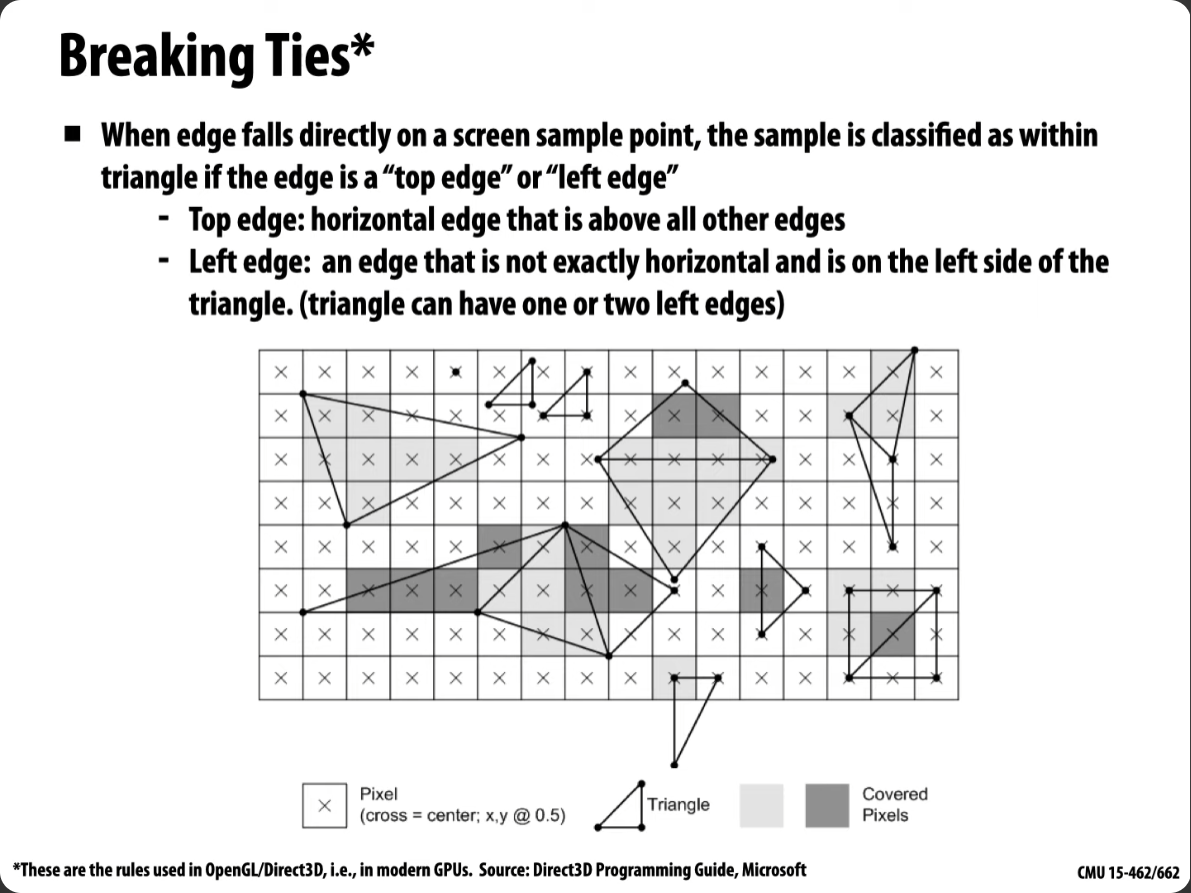 Breaking Ties*
■ When edge falls directly on a screen sample point, the sample is classified as within
triangle if the edge is a “top edge” or “left edge”
- Top edge: horizontal edge that is above all other edges
- Left edge:  an edge that is not exactly horizontal and is on the left side of the
triangle. (triangle can have one or two left edges)
Pixel
(cross = center; x,y @ 0.5)
Triangle
Covered
Pixels
*These are the rules used in OpenGL/Direct3D, i.e., in modern GPUs.  Source: Direct3D Programming Guide, Microsoft
CMU 15-462/662